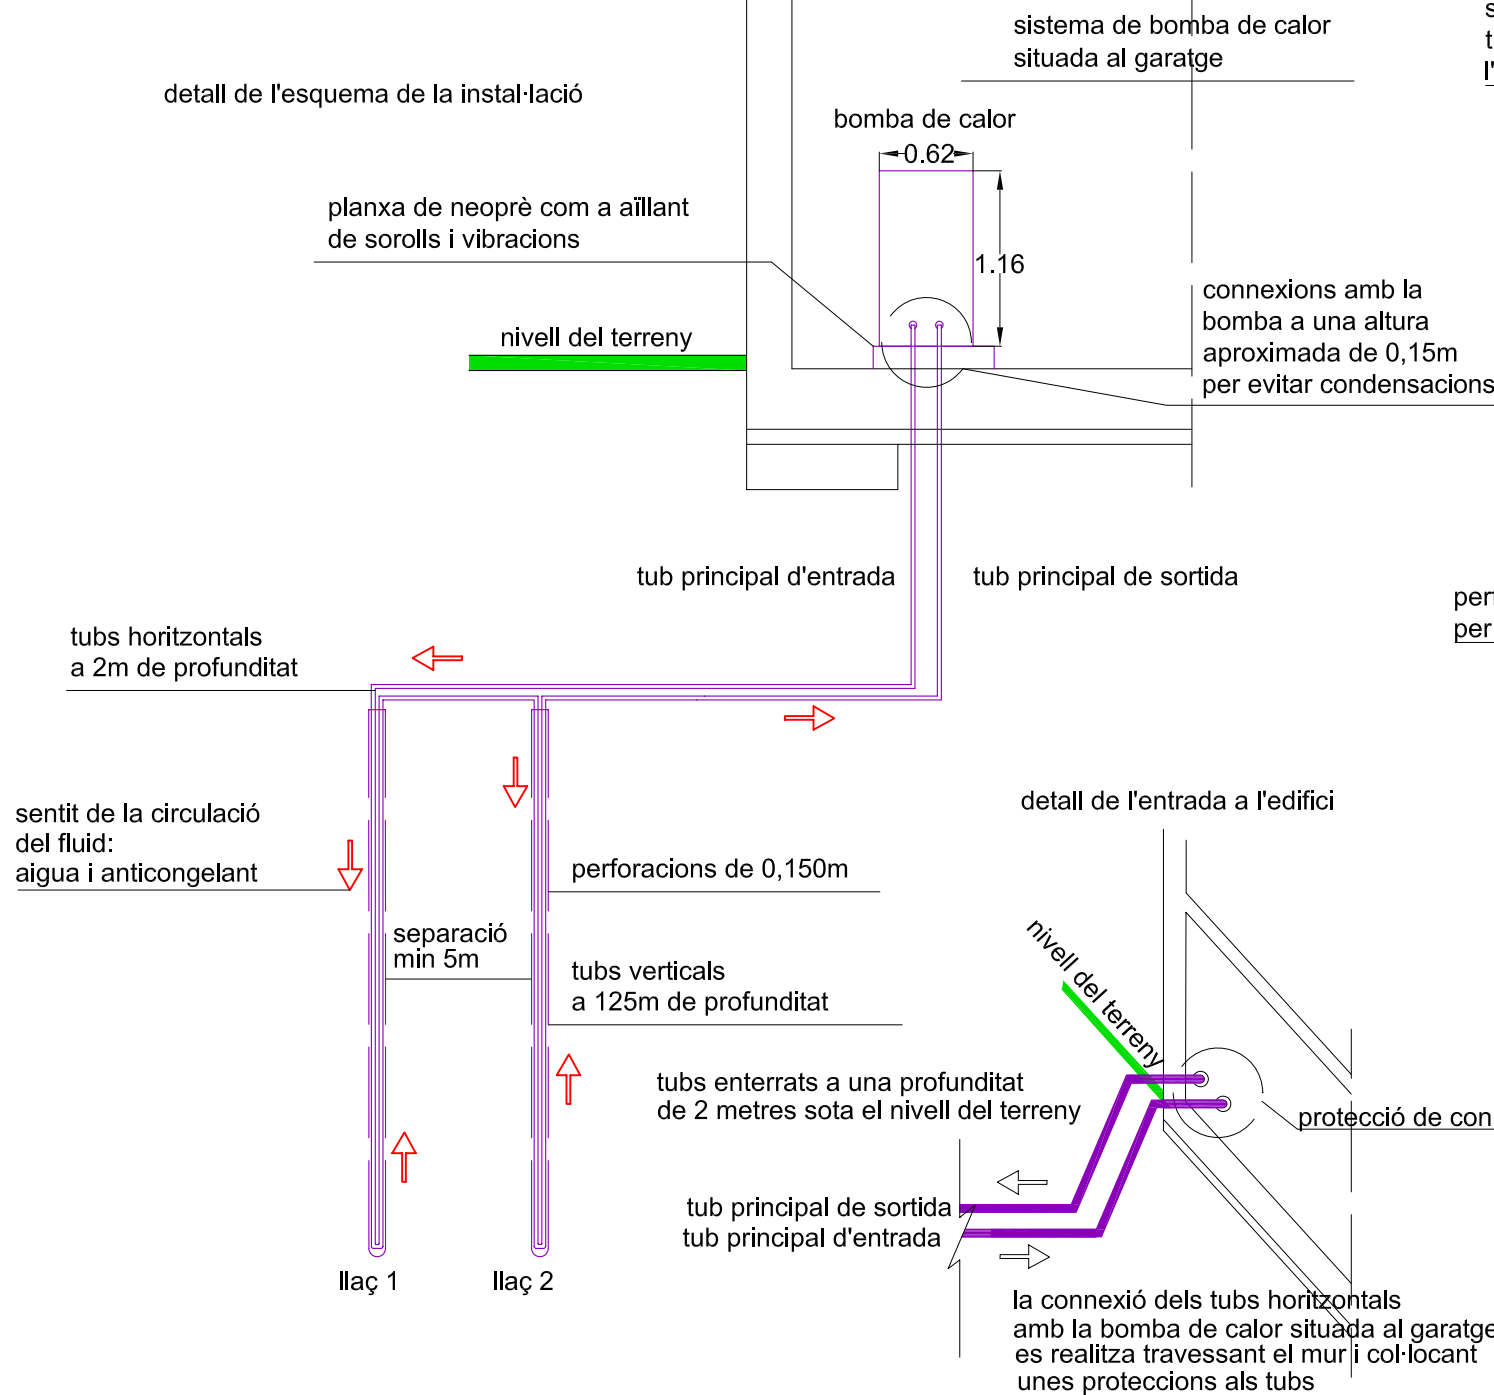 sistema de bomba de calor
situada al garatge
detall de l'esquema de la instal·lació
bomba de calor
0.62
planxa de neoprè com a aïllant
de sorolls i vibracions
1.16
connexions amb la
bomba a una altura
aproximada de 0,15m
per evitar condensacions
nivell del terreny
tub principal d'entrada
tub principal de sortida
per
tubs horitzontals
a 2m de profunditat
sentit de la circulació
del fluid:
aigua i anticongelant
perforacions de 0,150m
separació
min 5m
tubs verticals
a 125m de profunditat
llaç 1
llaç 2
detall de l'entrada a l'edifici
nivell del terreny
tubs enterrats a una profunditat
de 2 metres sota el nivell del terreny
protecció de con
tub principal de sortida
tub principal d'entrada
la connexió dels tubs horitzontals
amb la bomba de calor situada al garatge
es realitza travessant el mur i col·locant
unes proteccions als tubs